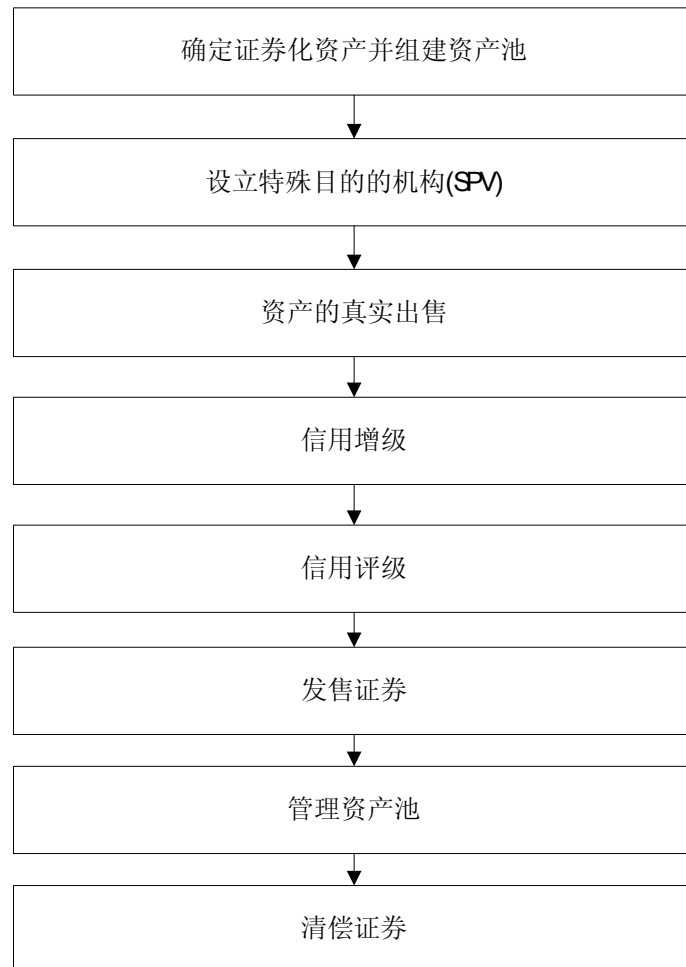 确定证券化资产并组建资产池
设立特殊目的的机构(SPV)
资产的真实出售
信用增级
信用评级
发售证券
管理资产池
清偿证券